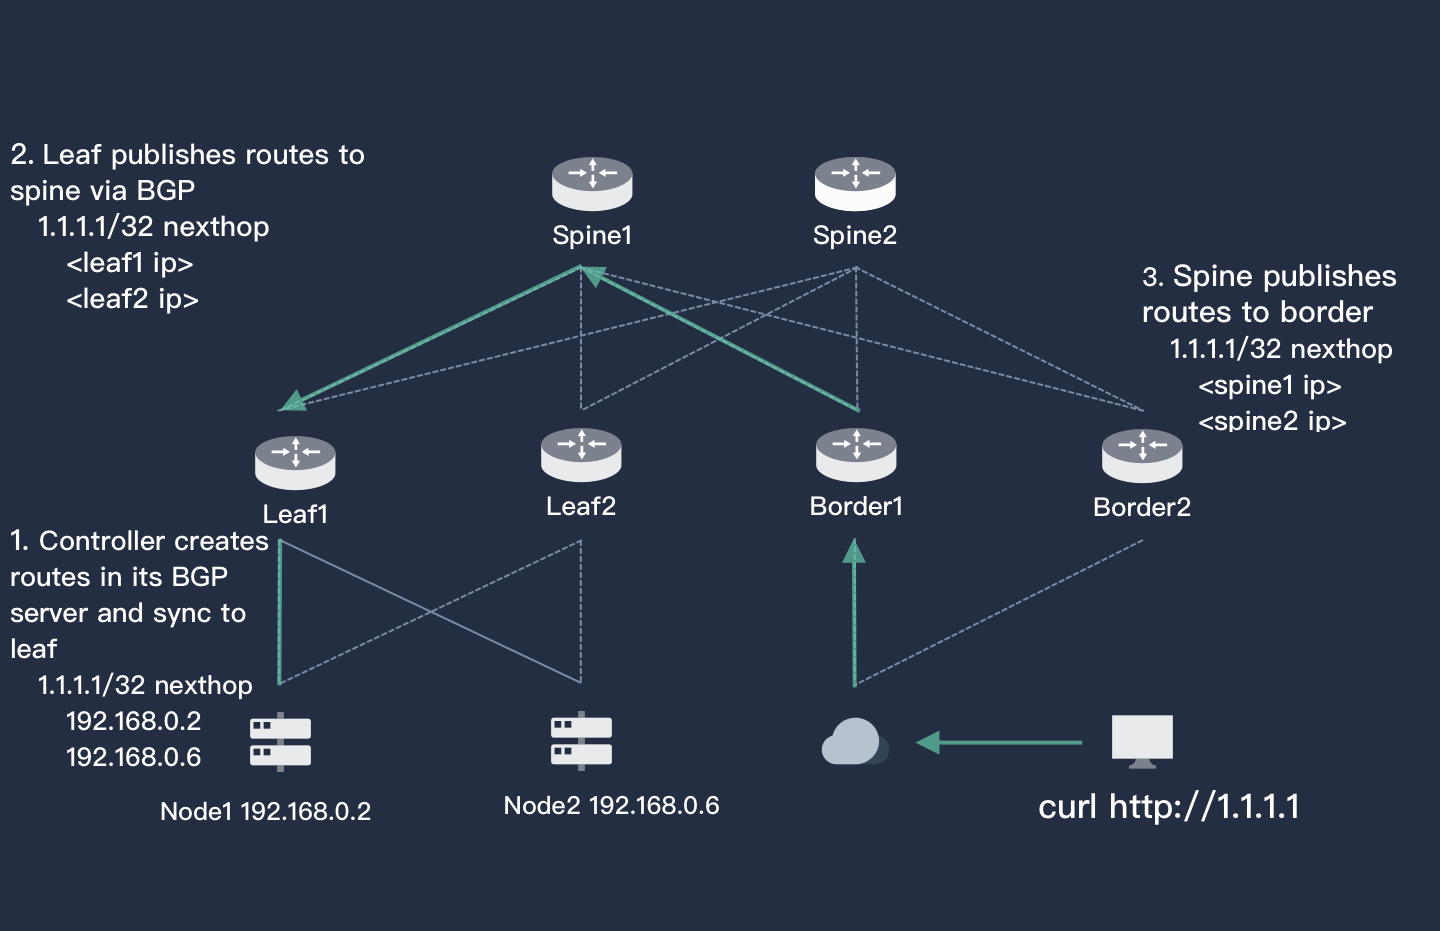 2. Leaf publishes routes to
spine via BGP
1.1.1.1/32 nexthop
<leaf1 ip>
<leaf2 ip>
Spine1
Spine2
3. Spine publishes
routes to border
1.1.1.1/32 nexthop
<spine1 ip>
<spine2 ip>
Leaf1
Leaf2
Border1
Border2
1. Controller creates
routes in its BGP
server and sync to
leaf
1.1.1.1/32 nexthop
192.168.0.2
192.168.0.6
Node1 192.168.0.2
Node2 192.168.0.6
curl http://1.1.1.1